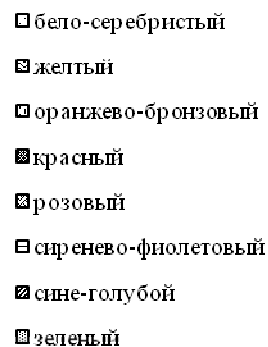 бело-серебристый
желтый
оранжево-бронзовый
красный
розовый
сиренево-фиолетовый
сине-голубой
зеленый